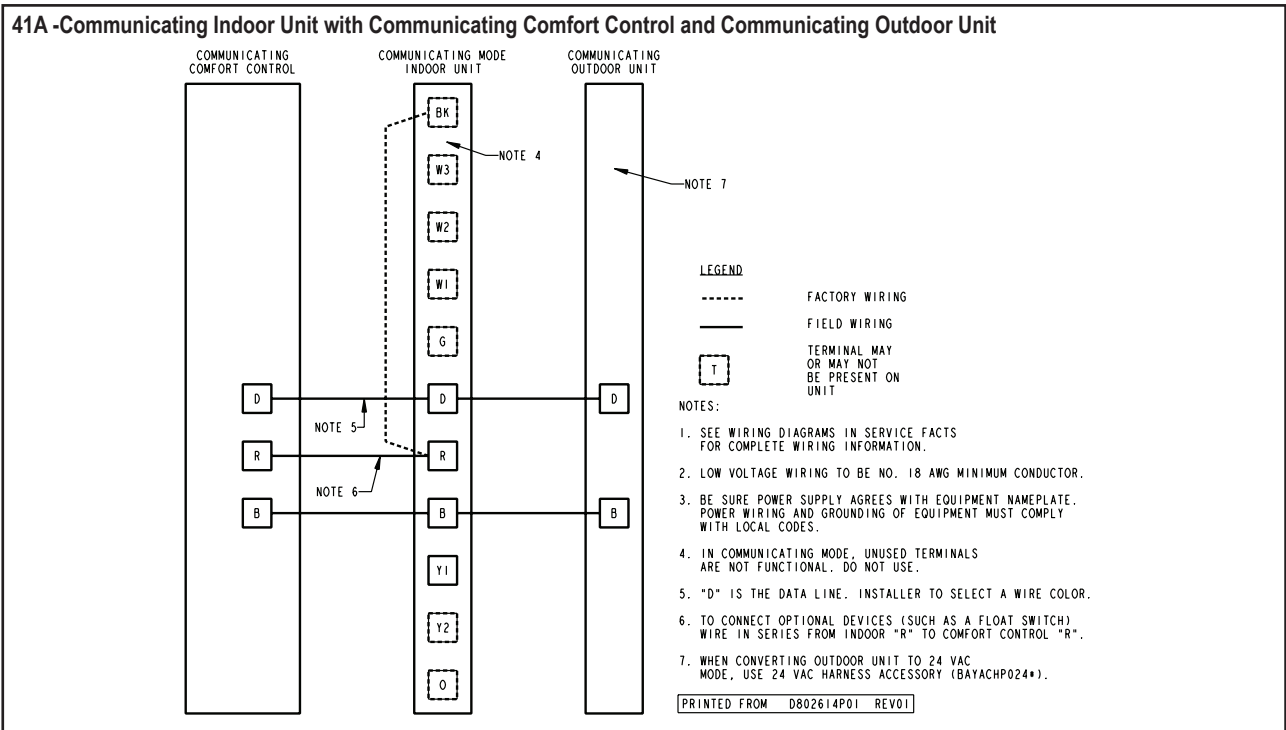 41A -Communicating Indoor Unit with Communicating Comfort Control and Communicating Outdoor Unit
COMMUNICATING
COMFORT CONTROL
COMMUNICATING MODE
INDOOR UNIT
COMMUNICATING
OUTDOOR UNIT
BK
NOTE 4
W3
NOTE 7
W2
W1
G
D
D
D
NOTE 5
R
R
NOTE 6
B
B
B
Y1
Y2
O
LEGEND
FACTORY WIRING
FIELD WIRING
T
TERMINAL MAY
OR MAY NOT
BE PRESENT ON
UNIT
NOTES:
1. SEE WIRING DIAGRAMS IN SERVICE FACTS
FOR COMPLETE WIRING INFORMATION.
2. LOW VOLTAGE WIRING TO BE NO. 18 AWG MINIMUM CONDUCTOR.
3. BE SURE POWER SUPPLY AGREES WITH EQUIPMENT NAMEPLATE.
POWER WIRING AND GROUNDING OF EQUIPMENT MUST COMPLY
WITH LOCAL CODES.
4. IN COMMUNICATING MODE, UNUSED TERMINALS
ARE NOT FUNCTIONAL. DO NOT USE.
5. "D" IS THE DATA LINE. INSTALLER TO SELECT A WIRE COLOR.
6. TO CONNECT OPTIONAL DEVICES (SUCH AS A FLOAT SWITCH)
WIRE IN SERIES FROM INDOOR "R" TO COMFORT CONTROL "R".
7. WHEN CONVERTING OUTDOOR UNIT TO 24 VAC
MODE, USE 24 VAC HARNESS ACCESSORY (BAYACHP024*).
PRINTED FROM D802614P01 REV01